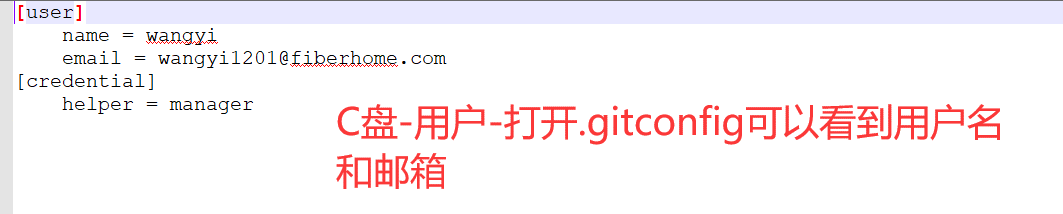 [user]
name = wangyi
email = wangyi1201@fiberhome.com
[credential]
helper = manager
C盘-用户-打开.gitconfig可以看到用户名
和邮箱